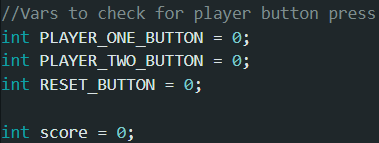 //Vars to check for player button press
int PLAYER_ONE_BUTTON = 0;
int PLAYER_TWO_BUTTON = 0;
int RESET_BUTTON = 0;
int score = 0;